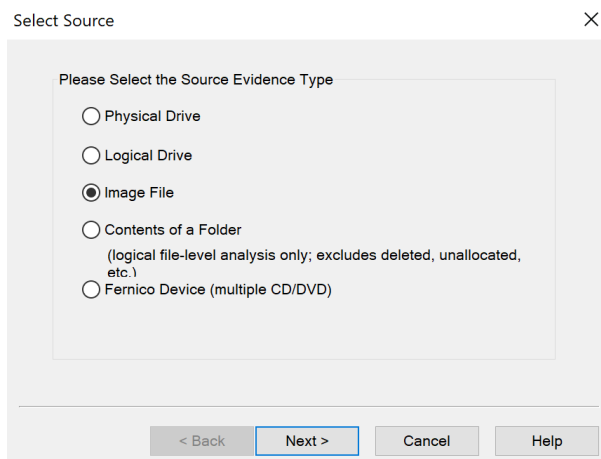 Select Source
Please Select the Source Evidence Type
Physical Drive
Logical Drive
Image File
Contents of a Folder
(logical file-level analysis only; excludes deleted, unallocated,
etc.)
Fernico Device (multiple CD/DVD)
< Back Next > Cancel Help